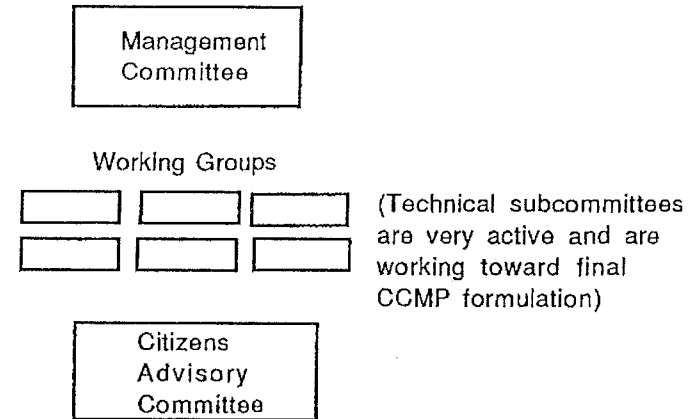 Management
Committee
Working Groups
(Technical subcommittees
are very active and are
working toward final
CCMP formulation)
Citizens
Advisory
Committee